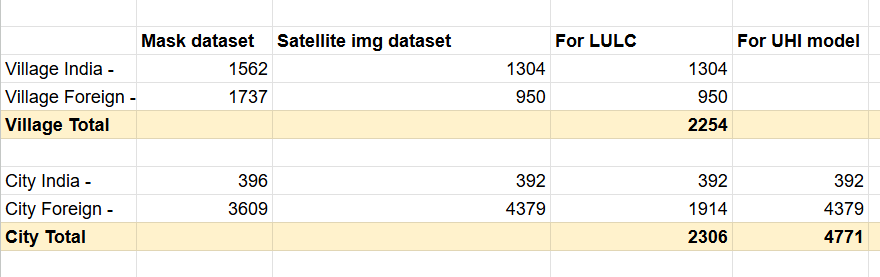 Mask dataset Satellite img dataset For LULC For UHI model
Village India - 1562 1304 1304
Village Foreign - 1737 950 950
Village Total 2254
City India - 396 392 392 392
City Foreign - 3609 4379 1914 4379
City Total 2306 4771